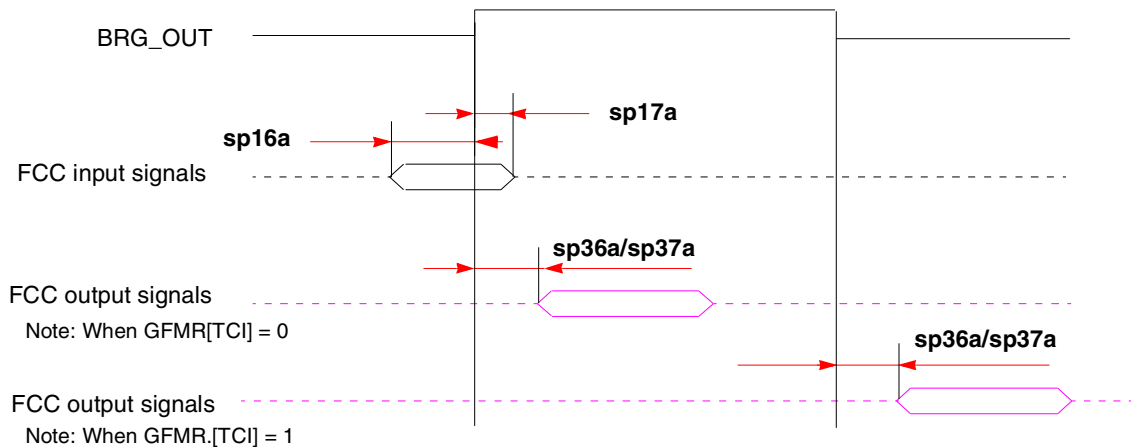 BRG_OUT
sp17a
sp16a
FCC input signals
sp36a/sp37a
FCC output signals
Note: When GFMR[TCI] = 0
sp36a/sp37a
FCC output signals
Note: When GFMR.[TCI] = 1